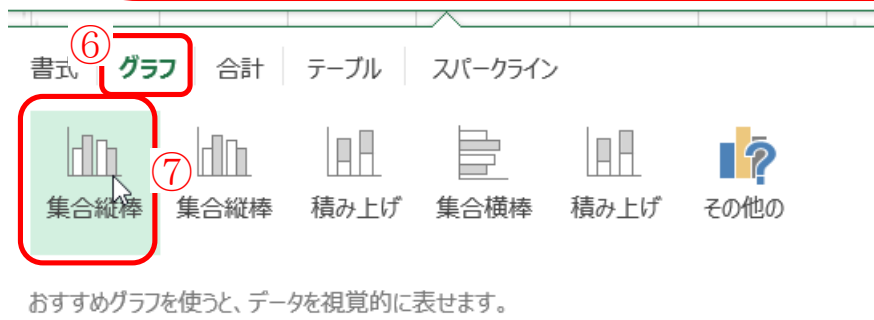 ⑥
書式 グラフ 合計 テーブル スパークライン
⑦
集合縦棒 集合縦棒 積み上げ 集合横棒 積み上げ その他の
おすすめグラフを使うと、データを視覚的に表せます。